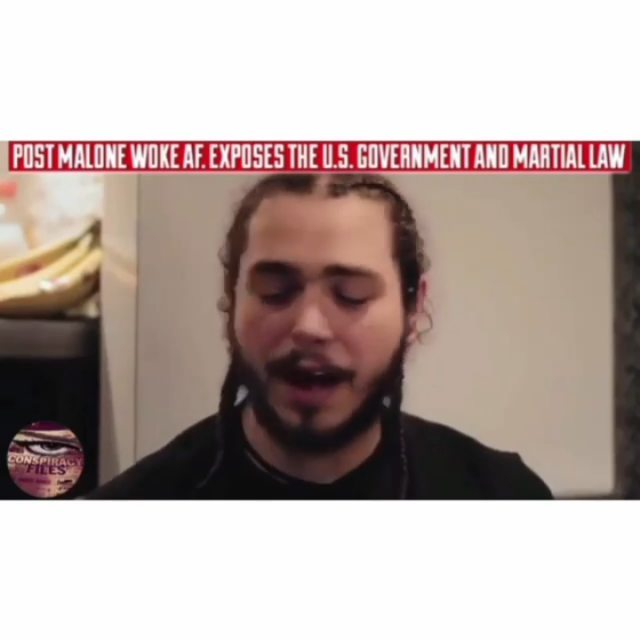 POST MALONE WOKE AF. EXPOSES THE U.S. GOVERNMENT AND MARTIAL LAW
CONSPIRACY
FILES